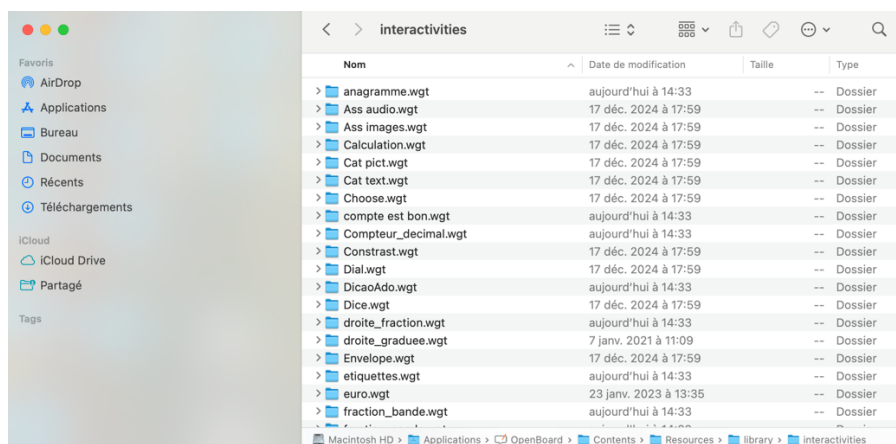 interactivities
Favoris
AirDrop
Applications
Bureau
Documents
Récents
Téléchargements
iCloud
iCloud Drive
Partagé
Tags
Nom Date de modification Taille Type
anagramme.wgt aujourd'hui à 14:33 -- Dossier
Ass audio.wgt 17 déc. 2024 à 17:59 -- Dossier
Ass images.wgt 17 déc. 2024 à 17:59 -- Dossier
Calculation.wgt 17 déc. 2024 à 17:59 -- Dossier
Cat pict.wgt 17 déc. 2024 à 17:59 -- Dossier
Cat text.wgt 17 déc. 2024 à 17:59 -- Dossier
Choose.wgt 17 déc. 2024 à 17:59 -- Dossier
compte est bon.wgt aujourd'hui à 14:33 -- Dossier
Compteur_decimal.wgt aujourd'hui à 14:33 -- Dossier
Constrast.wgt 17 déc. 2024 à 17:59 -- Dossier
Dial.wgt 17 déc. 2024 à 17:59 -- Dossier
DicaoAdo.wgt aujourd'hui à 14:33 -- Dossier
Dice.wgt 17 déc. 2024 à 17:59 -- Dossier
droite_fraction.wgt aujourd'hui à 14:33 -- Dossier
droite_graduee.wgt 7 janv. 2021 à 11:09 -- Dossier
Envelope.wgt 17 déc. 2024 à 17:59 -- Dossier
etiquettes.wgt aujourd'hui à 14:33 -- Dossier
euro.wgt 23 janv. 2023 à 13:35 -- Dossier
fraction_bande.wgt aujourd'hui à 14:33 -- Dossier
Macintosh HD > Applications > OpenBoard > Contents > Resources > library > interactivities